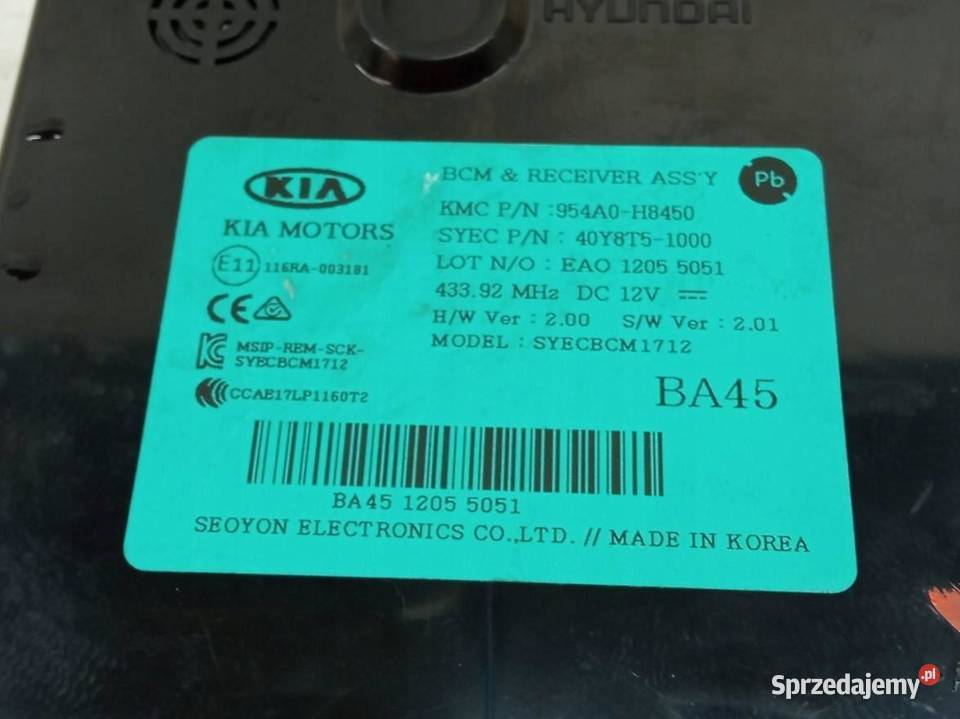 HYUNDAI
KIA
KIA MOTORS
E11 116RA-003181
CE
MSIP-REM-SCK-
SYECBCM1712
CCAE17LP1160T2
BCM & RECEIVER ASS'Y
Pb
KMC P/N :954A0-H8450
SYEC P/N : 40Y8T5-1000
LOT N/O : EAO 1205 5051
433.92 MHz DC 12V
H/W Ver : 2.00 S/W Ver : 2.01
MODEL : SYECBCM1712
BA45
BA45 1205 5051
SEOYON ELECTRONICS CO.,LTD. // MADE IN KOREA
Sprzedajemy.pl